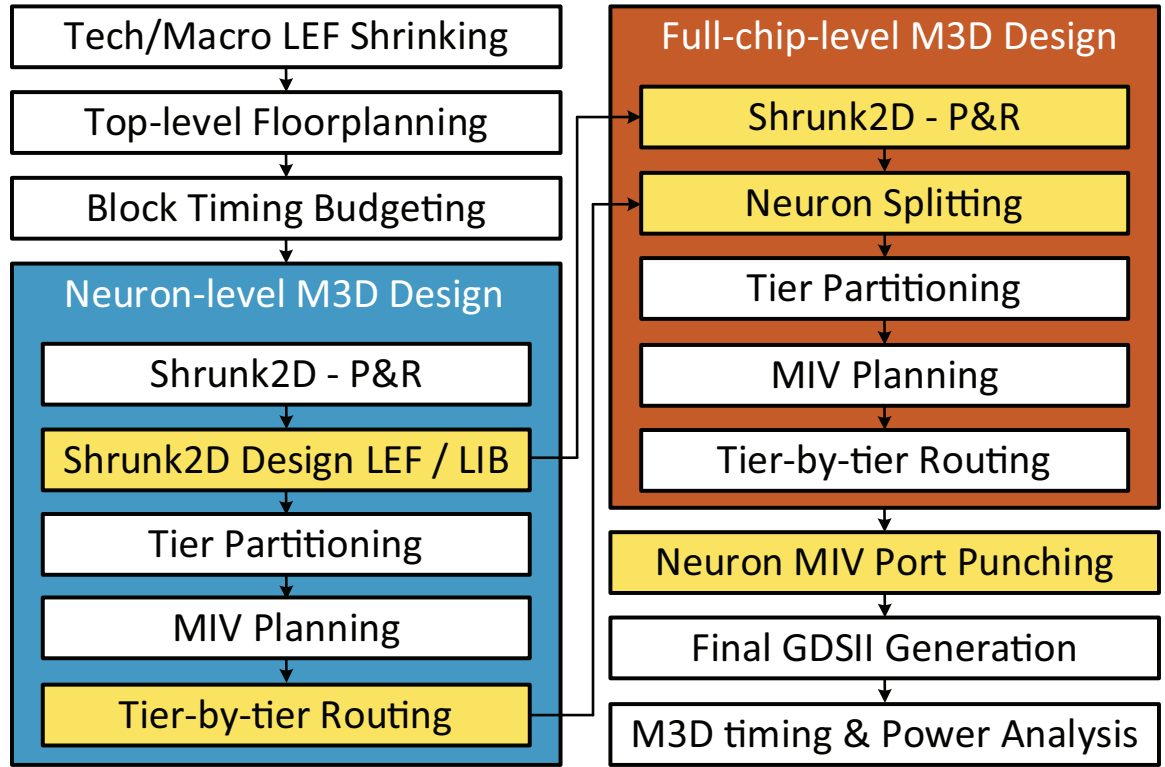 Tech/Macro LEF Shrinking
Top-level Floorplanning
Block Timing Budgeting
Neuron-level M3D Design
Shrunk2D - P&R
Shrunk2D Design LEF / LIB
Tier Partitioning
MIV Planning
Tier-by-tier Routing
Full-chip-level M3D Design
Shrunk2D - P&R
Neuron Splitting
Tier Partitioning
MIV Planning
Tier-by-tier Routing
Neuron MIV Port Punching
Final GDSII Generation
M3D timing & Power Analysis